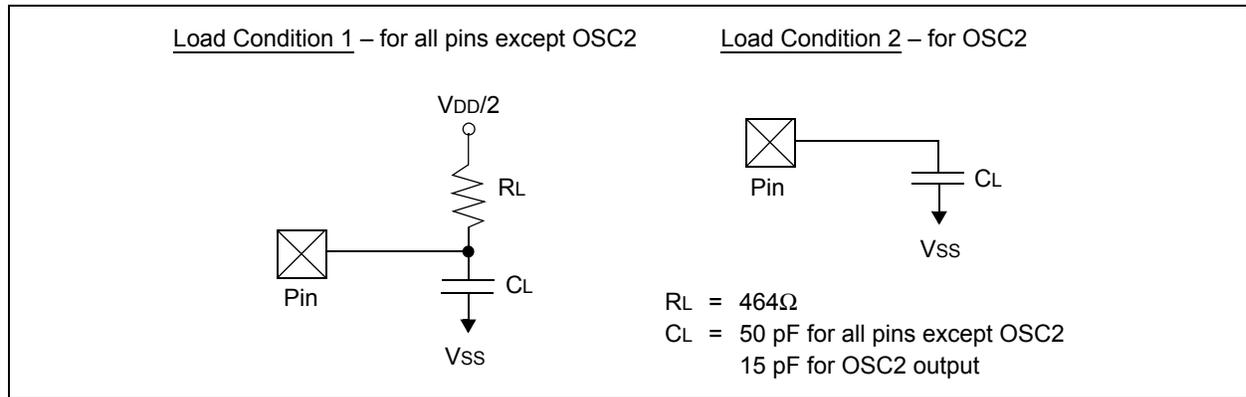 Load Condition 1 – for all pins except OSC2
Load Condition 2 – for OSC2
VDD/2
RL
Pin
CL
VSS
Pin
CL
VSS
RL = 464Ω
CL = 50 pF for all pins except OSC2
15 pF for OSC2 output